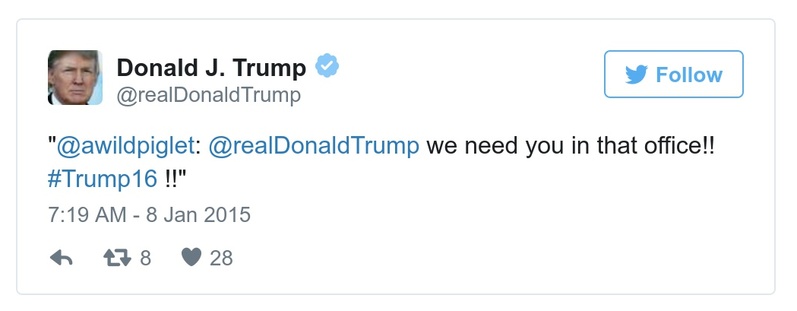 Donald J. Trump
@realDonaldTrump
Follow
"@awildpiglet: @realDonaldTrump we need you in that office!!
#Trump16 !!"
7:19 AM - 8 Jan 2015
8 28